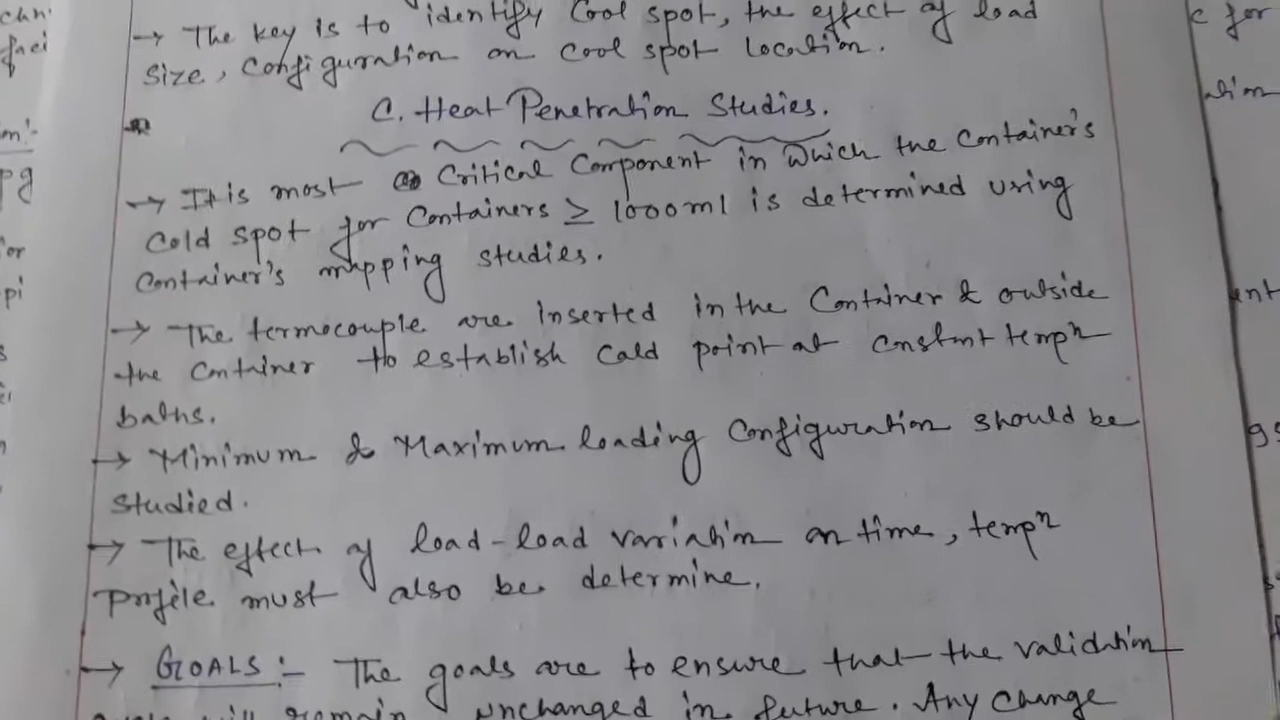 → The key is to identify Cool spot, the effect of load
size, Configuration on Cool spot Location.
C. Heat Penetration Studies.
→ It is most Critical Component in which the Container's
Cold spot for Containers ≥ 1000ml is determined using
Container's mapping studies.
→ The termocouple are inserted in the Container & outside
the Container to establish Cold point at Constant tempⁿ
baths.
→ Minimum & Maximum loading Configuration should be
studied.
→ The effect of load-load variation on time, tempⁿ
Profile must also be determine.
→ GOALS:- The goals are to ensure that the validation
will remain unchanged in future. Any Change